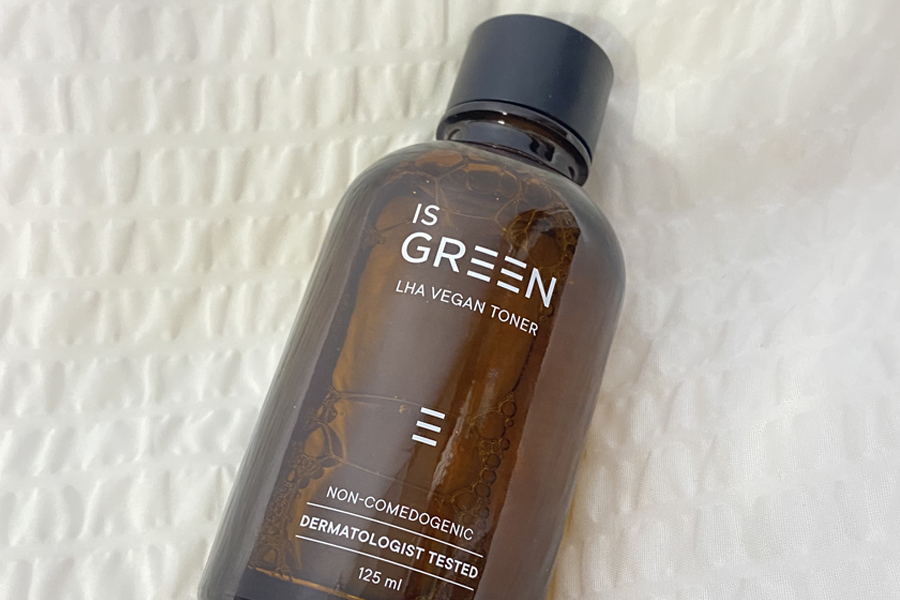 IS
GREEN
LHA VEGAN TONER
NON-COMEDOGENIC
DERMATOLOGIST TESTED
125 ml